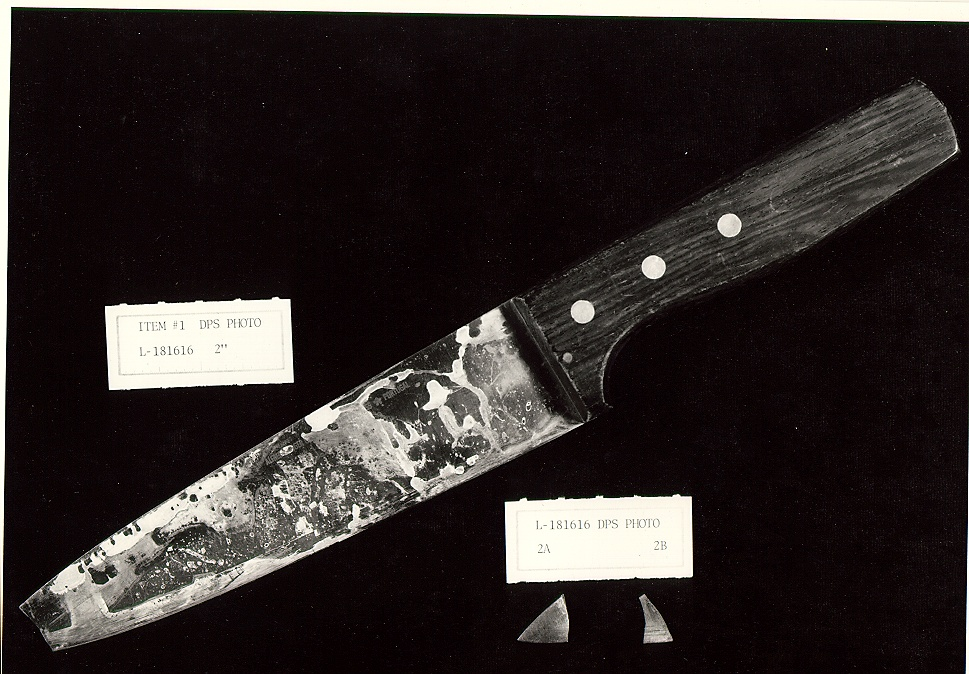 ITEM #1 DPS PHOTO
L-181616 2"
L-181616 DPS PHOTO
2A 2B